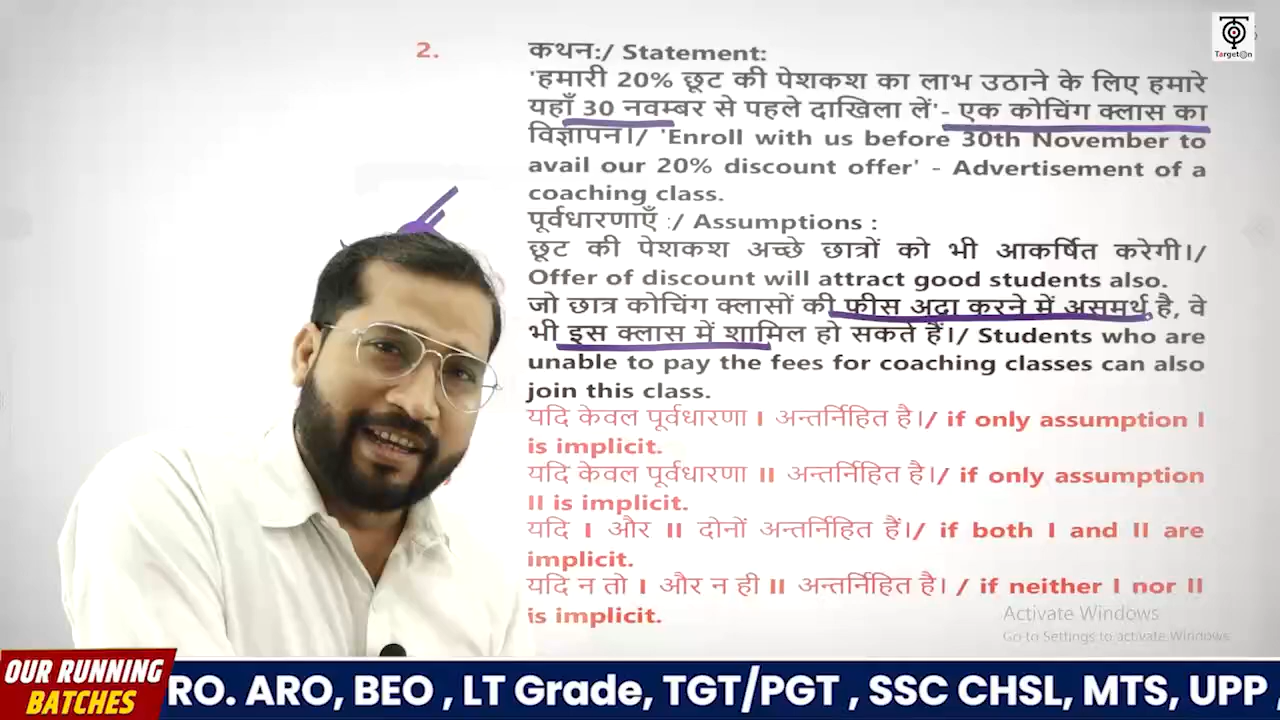 Target@n
2.
कथन:/ Statement:
'हमारी 20% छूट की पेशकश का लाभ उठाने के लिए हमारे
यहाँ 30 नवम्बर से पहले दाखिला लें'- एक कोचिंग क्लास का
विज्ञापन।/ 'Enroll with us before 30th November to
avail our 20% discount offer' - Advertisement of a
coaching class.
पूर्वधारणाएँ :/ Assumptions :
छूट की पेशकश अच्छे छात्रों को भी आकर्षित करेगी।/
Offer of discount will attract good students also.
जो छात्र कोचिंग क्लासों की फीस अदा करने में असमर्थ है, वे
भी इस क्लास में शामिल हो सकते हैं।/ Students who are
unable to pay the fees for coaching classes can also
join this class.
यदि केवल पूर्वधारणा I अन्तर्निहित है।/ if only assumption I
is implicit.
यदि केवल पूर्वधारणा II अन्तर्निहित है।/ if only assumption
II is implicit.
यदि I और II दोनों अन्तर्निहित हैं।/ if both I and II are
implicit.
यदि न तो I और न ही II अन्तर्निहित है। / if neither I nor II
is implicit.
Activate Windows
Go to Settings to activate Windows.
OUR RUNNING
BATCHES
RO. ARO, BEO , LT Grade, TGT/PGT , SSC CHSL, MTS, UPP ,